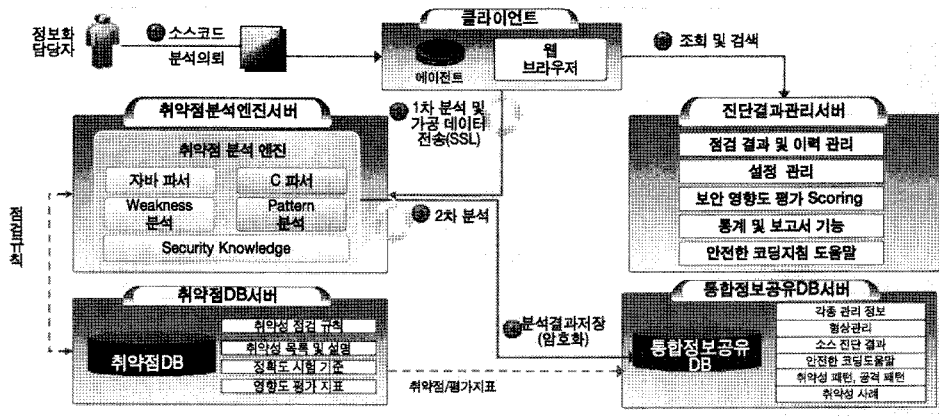 클라이언트
정보화
담당자
소스코드
분석의뢰
에이전트
웹
브라우저
조회 및 검색
취약점분석엔진서버
취약점 분석 엔진
자바 파서
C 파서
Weakness
분석
Pattern
분석
Security Knowledge
1차 분석 및
가공 데이터
전송(SSL)
2차 분석
진단결과관리서버
점검 결과 및 이력 관리
설정 관리
보안 영향도 평가 Scoring
통계 및 보고서 기능
안전한 코딩지침 도움말
점검규칙
취약점DB서버
취약점DB
취약성 점검 규칙
취약성 목록 및 설명
정확도 시험 기준
영향도 평가 지표
취약점/평가지표
분석결과저장
(암호화)
통합정보공유DB서버
통합정보공유
DB
각종 관리 정보
형상관리
소스 진단 결과
안전한 코딩도움말
취약성 패턴, 공격 패턴
취약성 사례